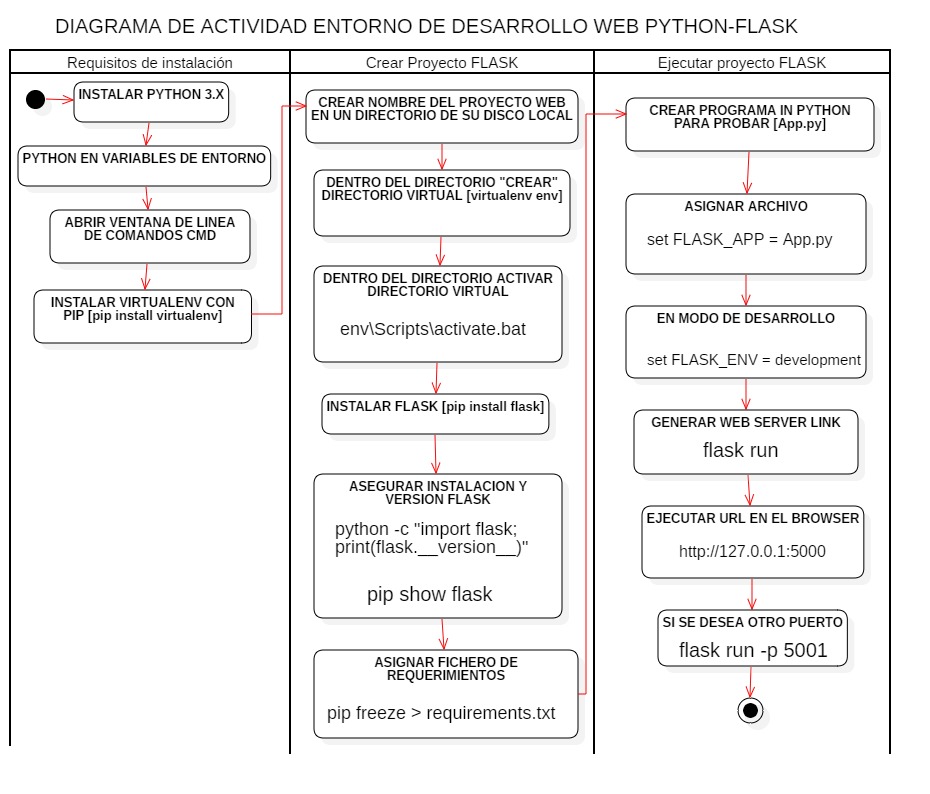 DIAGRAMA DE ACTIVIDAD ENTORNO DE DESARROLLO WEB PYTHON-FLASK
Requisitos de instalación
INSTALAR PYTHON 3.X
PYTHON EN VARIABLES DE ENTORNO
ABRIR VENTANA DE LINEA
DE COMANDOS CMD
INSTALAR VIRTUALENV CON
PIP [pip install virtualenv]
Crear Proyecto FLASK
CREAR NOMBRE DEL PROYECTO WEB
EN UN DIRECTORIO DE SU DISCO LOCAL
DENTRO DEL DIRECTORIO "CREAR"
DIRECTORIO VIRTUAL [virtualenv env]
DENTRO DEL DIRECTORIO ACTIVAR
DIRECTORIO VIRTUAL
env\Scripts\activate.bat
INSTALAR FLASK [pip install flask]
ASEGURAR INSTALACION Y
VERSION FLASK
python -c "import flask;
print(flask.__version__)"
pip show flask
ASIGNAR FICHERO DE
REQUERIMIENTOS
pip freeze > requirements.txt
Ejecutar proyecto FLASK
CREAR PROGRAMA IN PYTHON
PARA PROBAR [App.py]
ASIGNAR ARCHIVO
set FLASK_APP = App.py
EN MODO DE DESARROLLO
set FLASK_ENV = development
GENERAR WEB SERVER LINK
flask run
EJECUTAR URL EN EL BROWSER
http://127.0.0.1:5000
SI SE DESEA OTRO PUERTO
flask run -p 5001